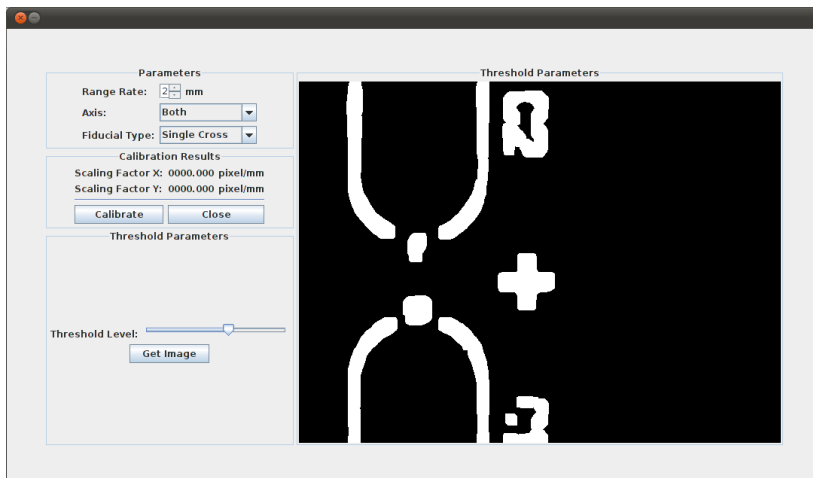 Parameters
Range Rate: 2 mm
Axis: Both
Fiducial Type: Single Cross
Calibration Results
Scaling Factor X: 0000.000 pixel/mm
Scaling Factor Y: 0000.000 pixel/mm
Calibrate Close
Threshold Parameters
Threshold Level:
Get Image
Threshold Parameters